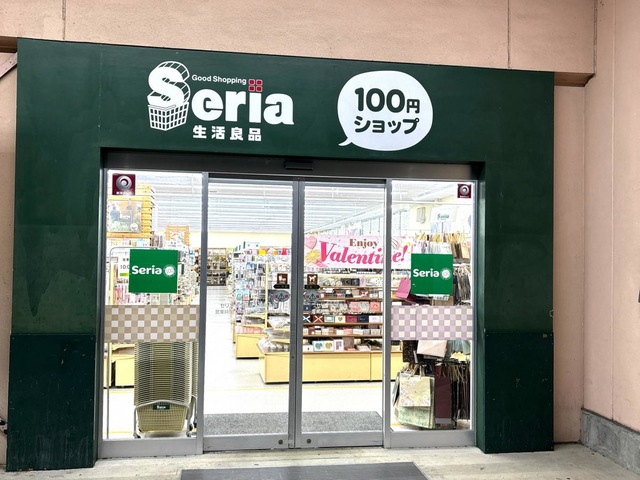 Good Shopping
Seria
生活良品
100円
ショップ
Enjoy
Valentine!
Seria
Seria